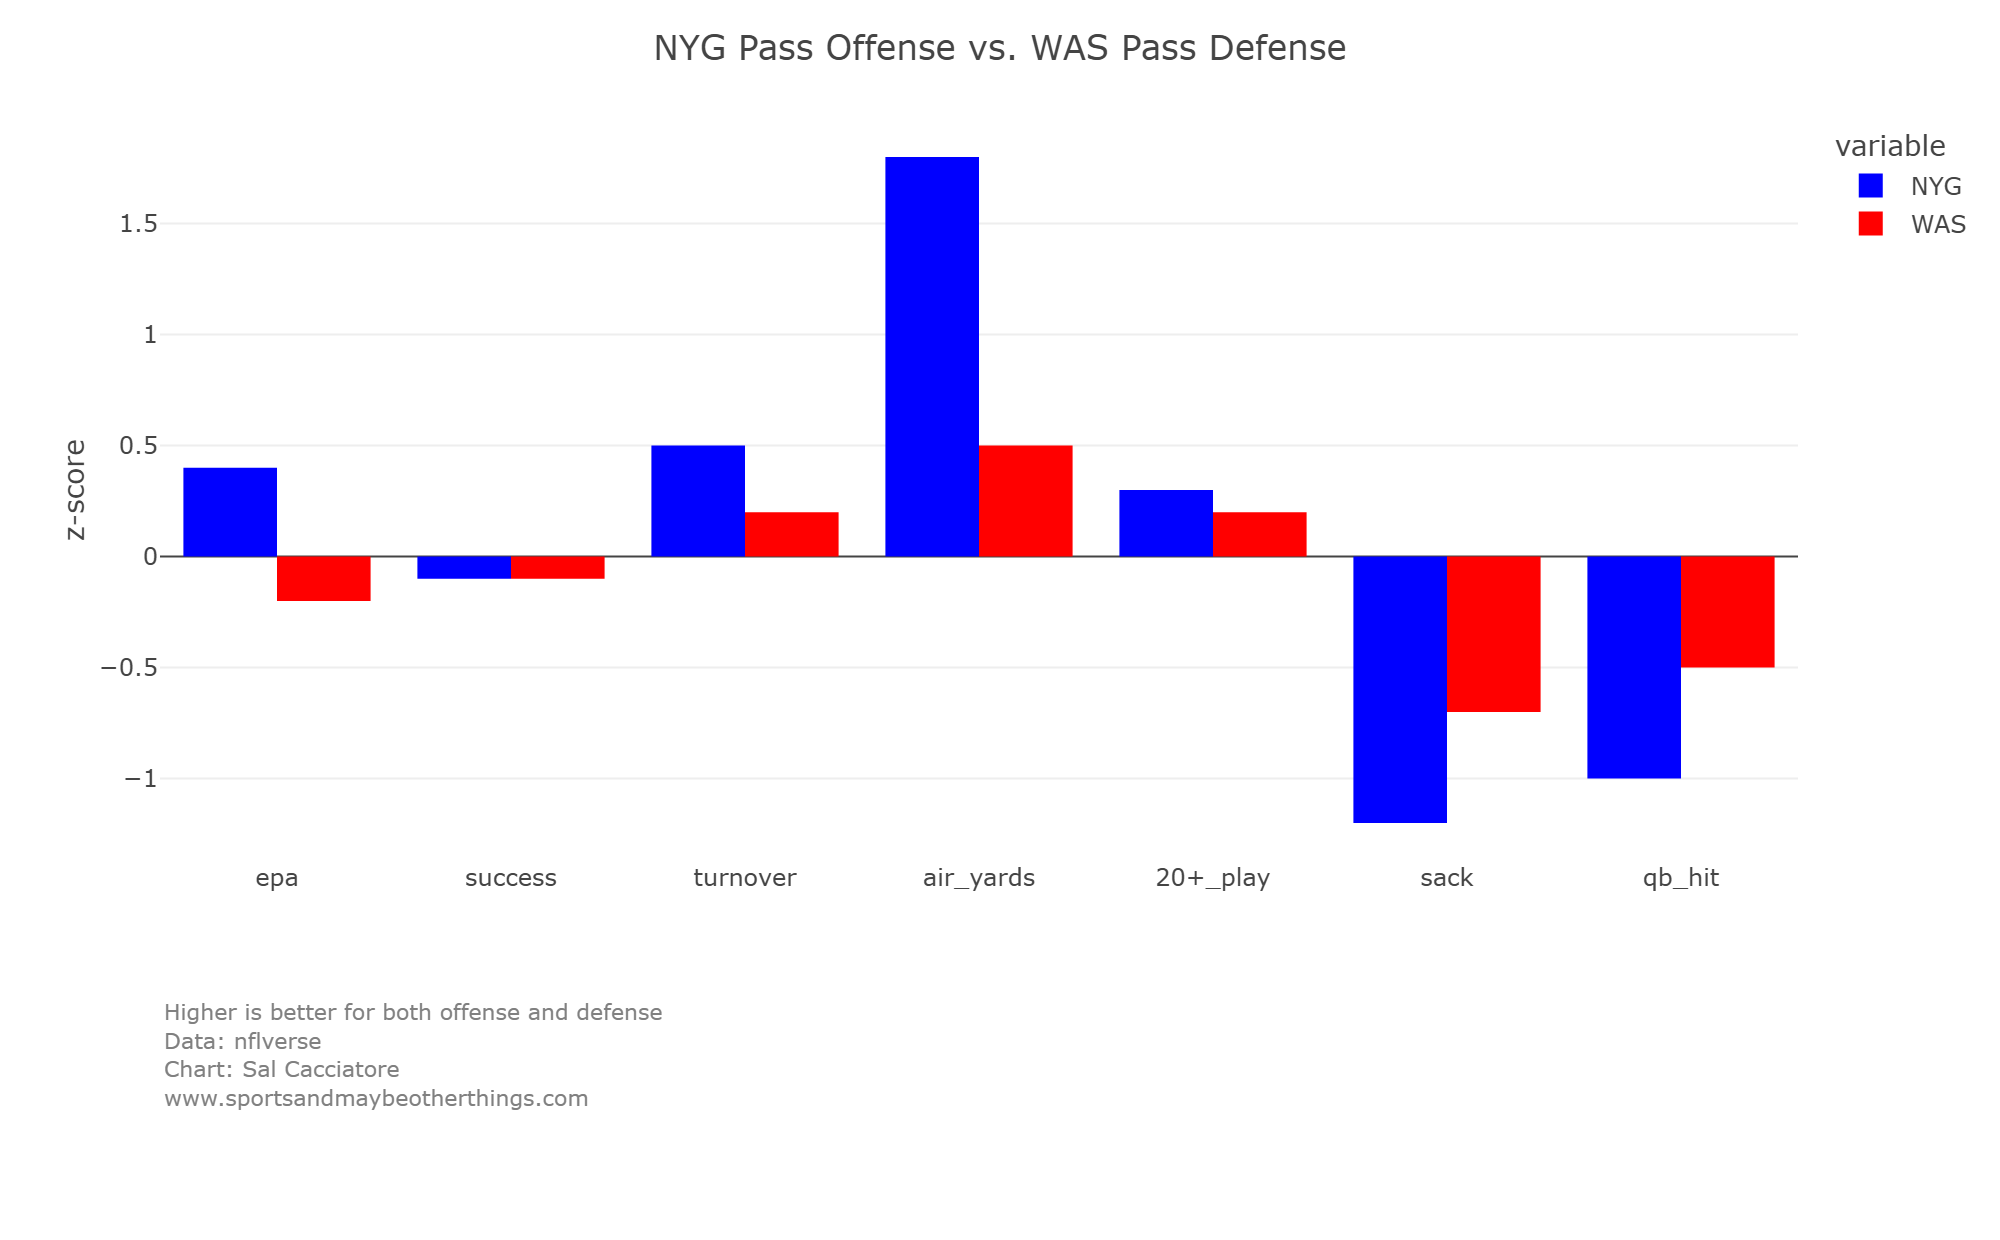 NYG Pass Offense vs. WAS Pass Defense
variable
NYG
WAS
z-score
1.5
1
0.5
0
−0.5
−1
epa
success
turnover
air_yards
20+_play
sack
qb_hit
Higher is better for both offense and defense
Data: nflverse
Chart: Sal Cacciatore
www.sportsandmaybeotherthings.com